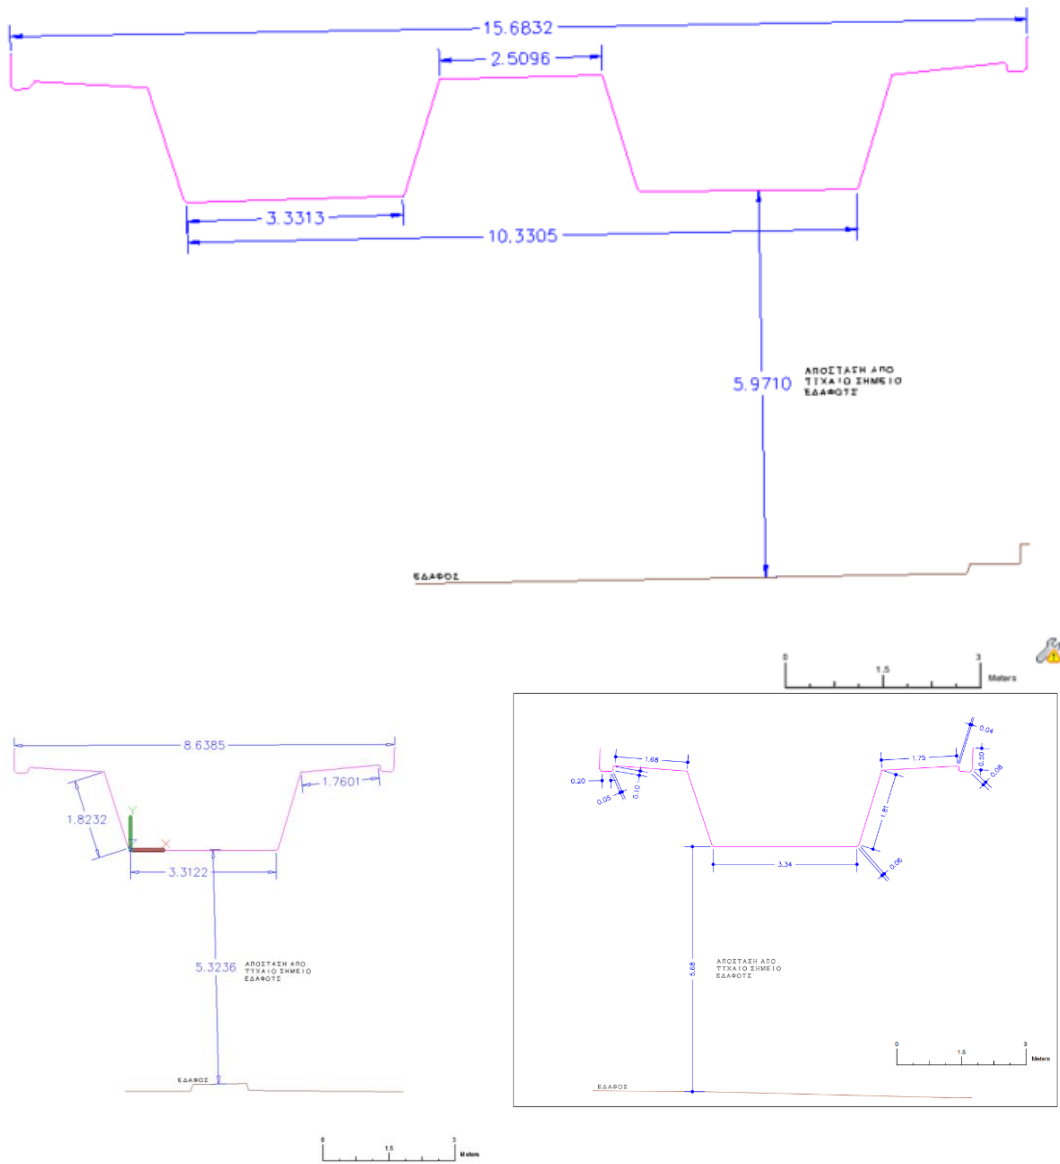 15.6832
2.5096
3.3313
10.3305
5.9710
ΑΠΟΣΤΑΣΗ ΑΠΟ
ΤΥΧΑΙΟ ΣΗΜΕΙΟ
ΕΔΑΦΟΥΣ
ΕΔΑΦΟΣ
0 1.5 3
Meters
8.6385
1.7601
1.8232
Y
X
3.3122
5.3236
ΑΠΟΣΤΑΣΗ ΑΠΟ
ΤΥΧΑΙΟ ΣΗΜΕΙΟ
ΕΔΑΦΟΥΣ
ΕΔΑΦΟΣ
0 1.5 3
Meters
1.68
0.20
0.05
0.10
1.75
0.04
0.50
0.08
1.81
3.34
0.06
5.68
ΑΠΟΣΤΑΣΗ ΑΠΟ
ΤΥΧΑΙΟ ΣΗΜΕΙΟ
ΕΔΑΦΟΥΣ
ΕΔΑΦΟΣ
0 1.5 3
Meters